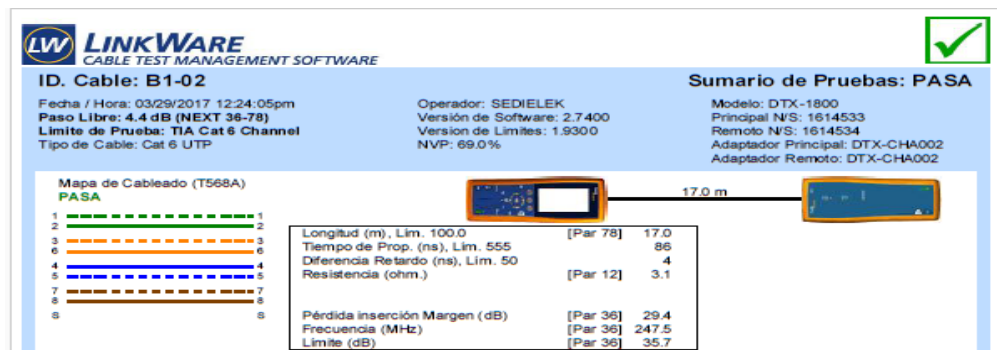 LW LINKWARE
CABLE TEST MANAGEMENT SOFTWARE
ID. Cable: B1-02
Sumario de Pruebas: PASA
Fecha / Hora: 03/29/2017 12:24:05pm
Paso Libre: 4.4 dB (NEXT 36-78)
Limite de Prueba: TIA Cat 6 Channel
Tipo de Cable: Cat 6 UTP
Operador: SEDIELEK
Versión de Software: 2.7400
Version de Limites: 1.9300
NVP: 69.0%
Modelo: DTX-1800
Principal N/S: 1614533
Remoto N/S: 1614534
Adaptador Principal: DTX-CHA002
Adaptador Remoto: DTX-CHA002
Mapa de Cableado (T568A)
PASA
1 1
2 2
3 3
6 6
4 4
5 5
7 7
8 8
S S
17.0 m
Longitud (m), Lím. 100.0 [Par 78] 17.0
Tiempo de Prop. (ns), Lím. 555 86
Diferencia Retardo (ns), Lím. 50 4
Resistencia (ohm.) [Par 12] 3.1
Pérdida inserción Margen (dB) [Par 36] 29.4
Frecuencia (MHz) [Par 36] 247.5
Límite (dB) [Par 36] 35.7